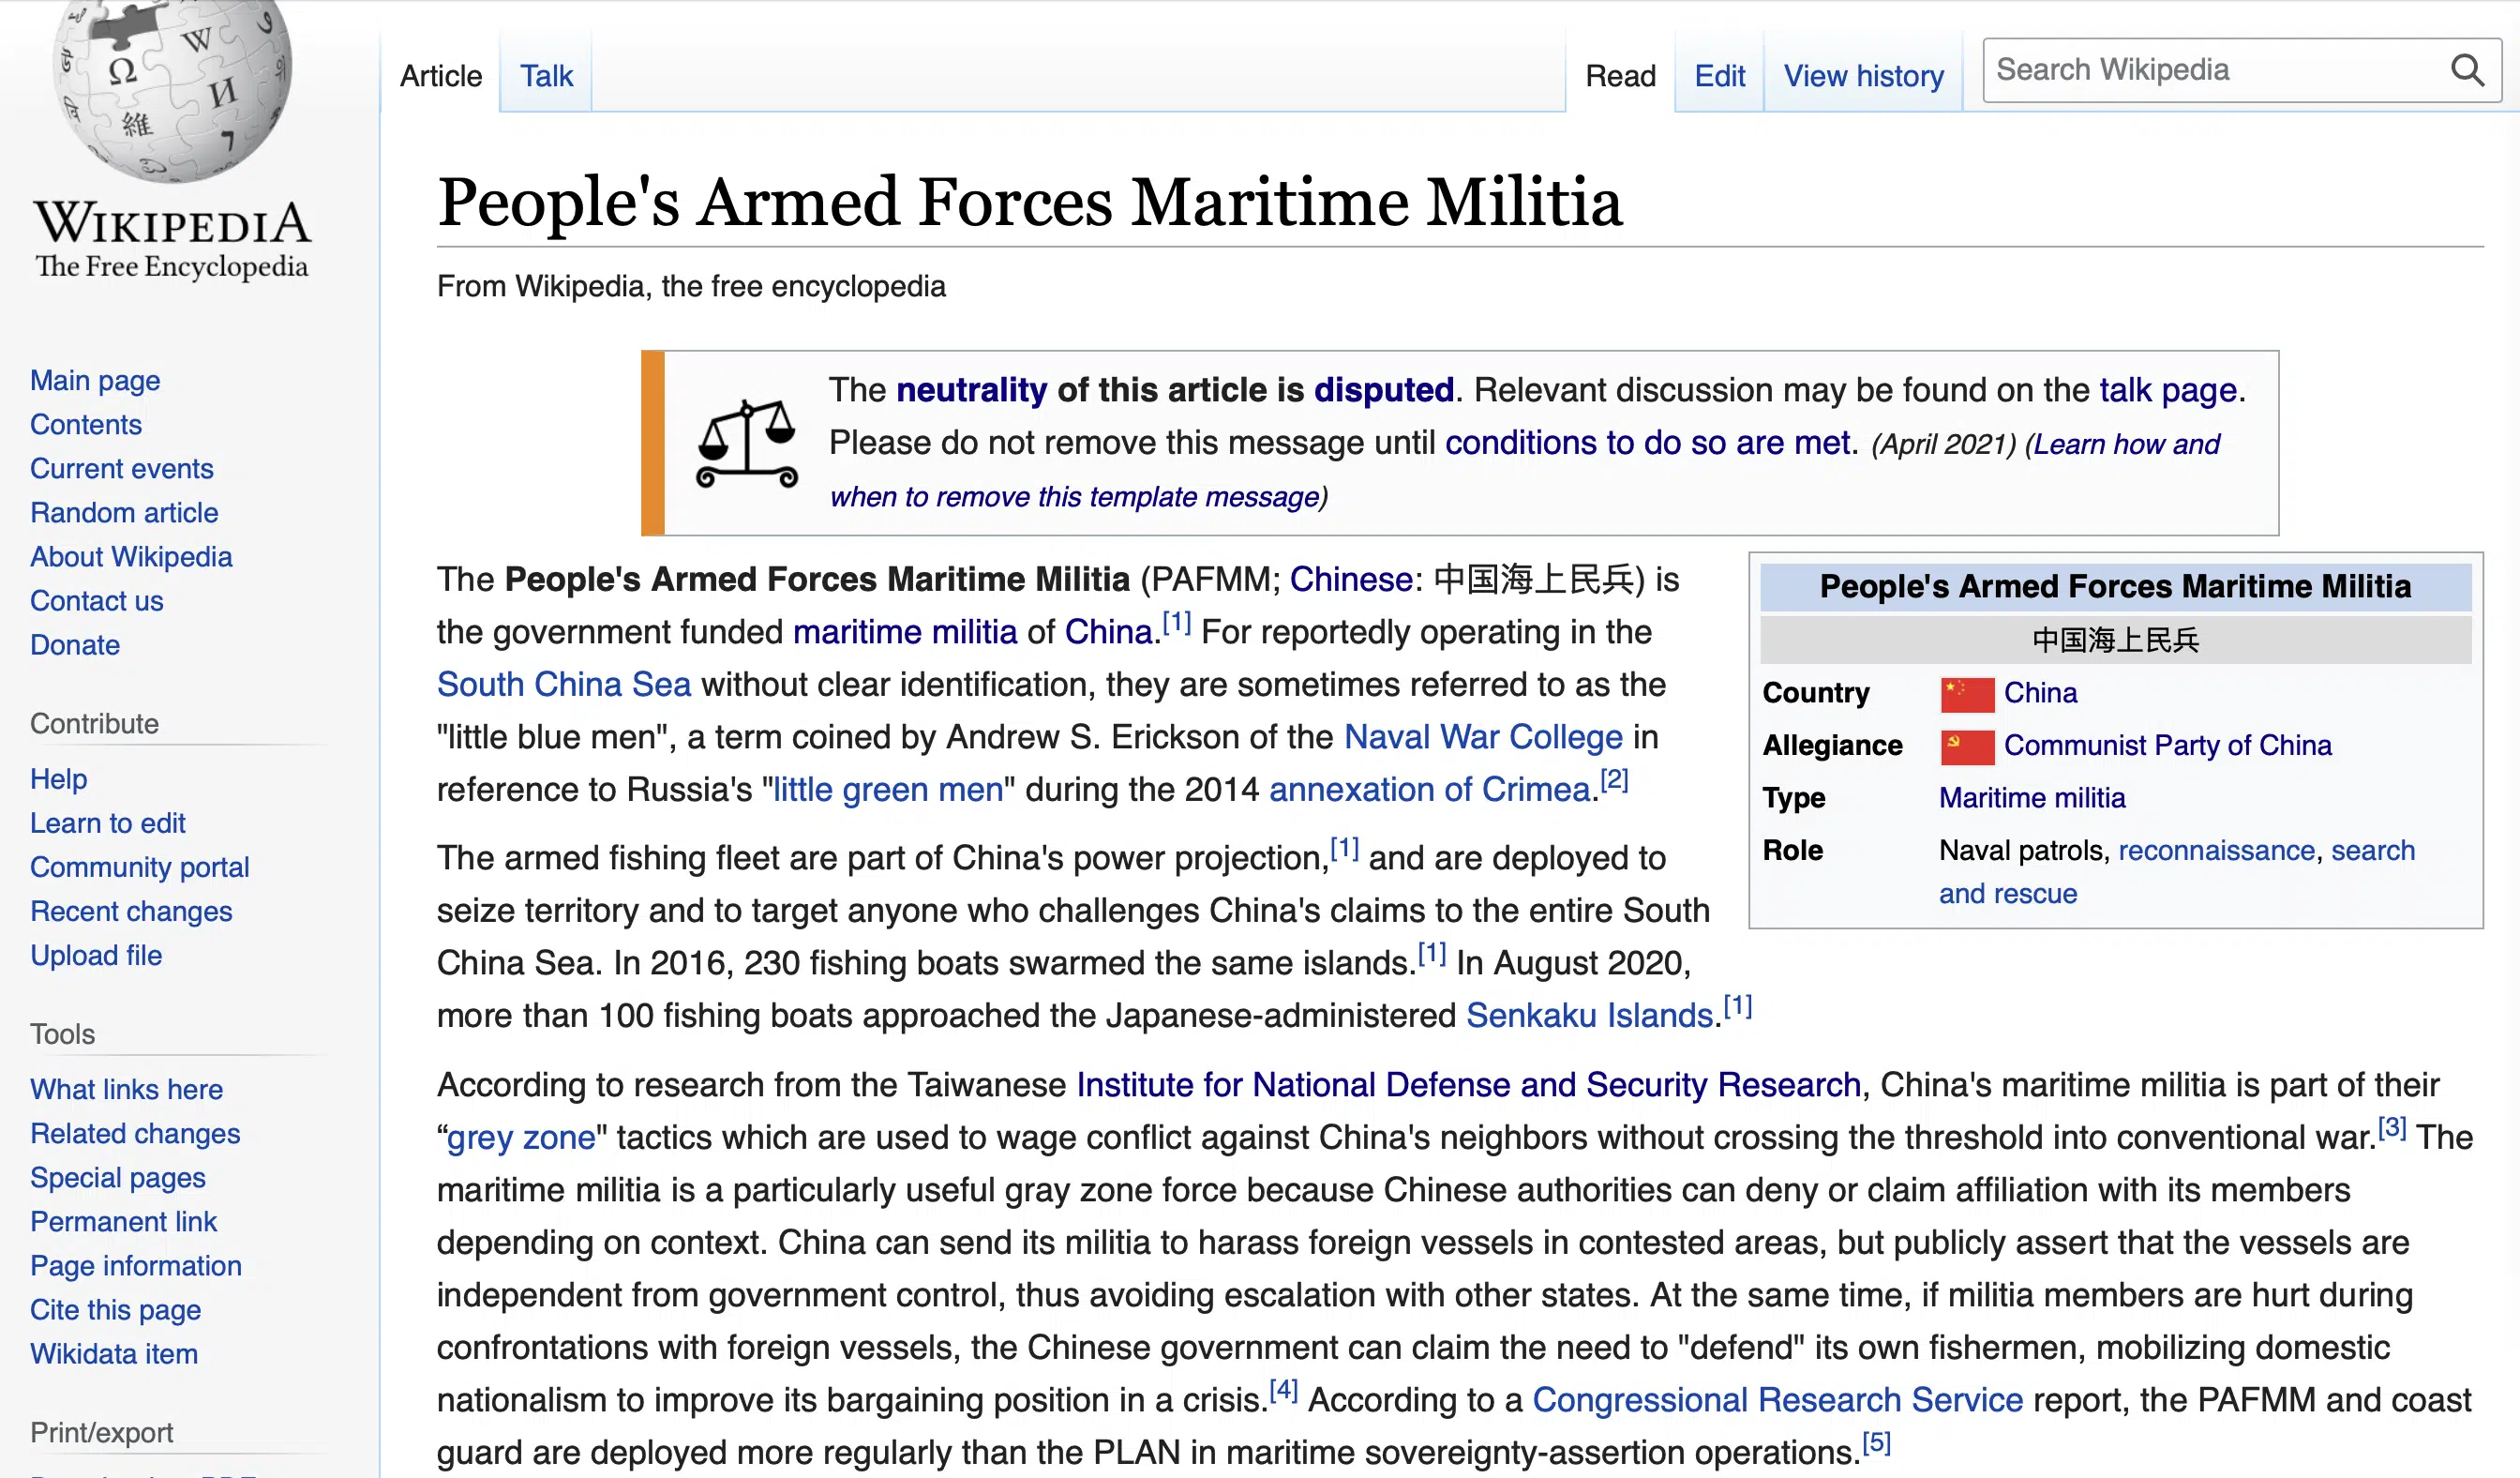 WIKIPEDIA
The Free Encyclopedia
Main page
Contents
Current events
Random article
About Wikipedia
Contact us
Donate
Contribute
Help
Learn to edit
Community portal
Recent changes
Upload file
Tools
What links here
Related changes
Special pages
Permanent link
Page information
Cite this page
Wikidata item
Print/export
Article Talk Read Edit View history Search Wikipedia
People's Armed Forces Maritime Militia
From Wikipedia, the free encyclopedia
The neutrality of this article is disputed. Relevant discussion may be found on the talk page.
Please do not remove this message until conditions to do so are met. (April 2021) (Learn how and
when to remove this template message)
The People's Armed Forces Maritime Militia (PAFMM; Chinese: 中国海上民兵) is
the government funded maritime militia of China.[1] For reportedly operating in the
South China Sea without clear identification, they are sometimes referred to as the
"little blue men", a term coined by Andrew S. Erickson of the Naval War College in
reference to Russia's "little green men" during the 2014 annexation of Crimea.[2]
The armed fishing fleet are part of China's power projection,[1] and are deployed to
seize territory and to target anyone who challenges China's claims to the entire South
China Sea. In 2016, 230 fishing boats swarmed the same islands.[1] In August 2020,
more than 100 fishing boats approached the Japanese-administered Senkaku Islands.[1]
People's Armed Forces Maritime Militia
中国海上民兵
Country China
Allegiance Communist Party of China
Type Maritime militia
Role Naval patrols, reconnaissance, search
and rescue
According to research from the Taiwanese Institute for National Defense and Security Research, China's maritime militia is part of their
“grey zone" tactics which are used to wage conflict against China's neighbors without crossing the threshold into conventional war.[3] The
maritime militia is a particularly useful gray zone force because Chinese authorities can deny or claim affiliation with its members
depending on context. China can send its militia to harass foreign vessels in contested areas, but publicly assert that the vessels are
independent from government control, thus avoiding escalation with other states. At the same time, if militia members are hurt during
confrontations with foreign vessels, the Chinese government can claim the need to "defend" its own fishermen, mobilizing domestic
nationalism to improve its bargaining position in a crisis.[4] According to a Congressional Research Service report, the PAFMM and coast
guard are deployed more regularly than the PLAN in maritime sovereignty-assertion operations.[5]